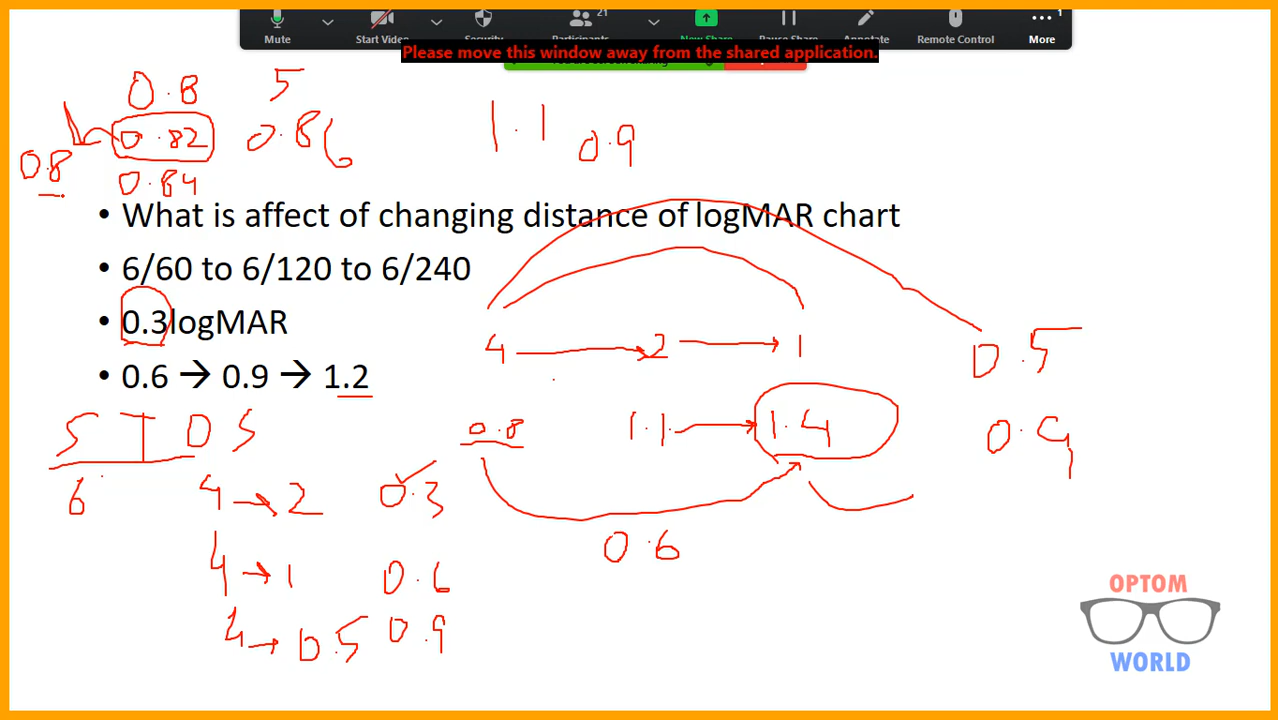 21
Mute
Start Video
Security
Participants
New Share
Pause Share
Annotate
Remote Control
More
Please move this window away from the shared application.
0.8 5
0.82 0.86 1.1 0.9
0.8
0.84
• What is affect of changing distance of logMAR chart
• 6/60 to 6/120 to 6/240
• 0.3logMAR
4 2 1 0.5
• 0.6 → 0.9 → 1.2
0.8 1.1 1.4 0.9
6
4 → 2 0.3
0.6
4 → 1 0.6
4 → 0.5 0.9
OPTOM
WORLD